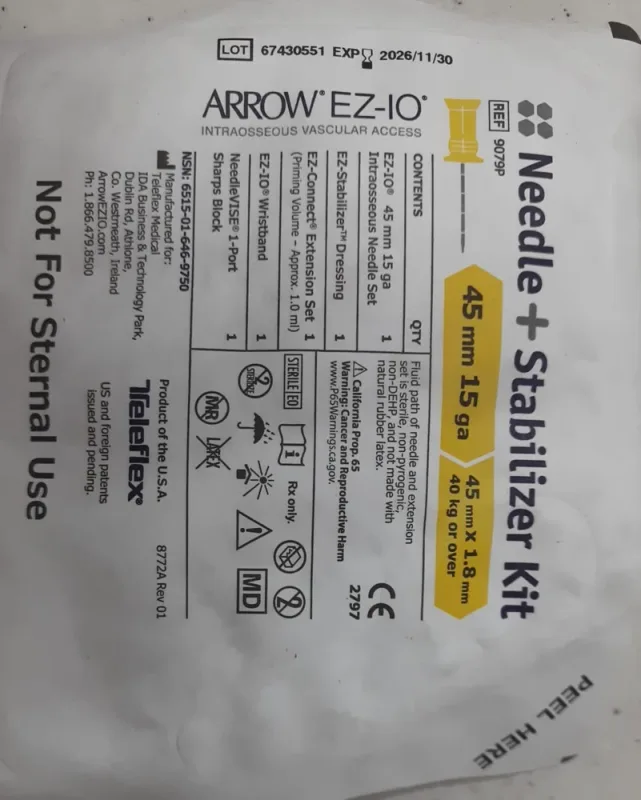 Needle + Stabilizer Kit
REF 9079P
45 mm 15 ga
45 mm X 1.8 mm
40 kg or over
ARROW® EZ-IO®
INTRAOSSEOUS VASCULAR ACCESS
LOT 67430551 EXP 2026/11/30
CONTENTS QTY
EZ-IO® 45 mm 15 ga
Intraosseous Needle Set 1
EZ-Stabilizer™ Dressing 1
EZ-Connect® Extension Set 1
(Priming Volume – Approx. 1.0 ml)
EZ-IO® Wristband 1
NeedleVISE® 1-Port
Sharps Block 1
Fluid path of needle and extension
set is sterile, non-pyrogenic,
non-DEHP, and not made with
natural rubber latex.
CE
2797
⚠ California Prop. 65
Warning: Cancer and Reproductive Harm
www.P65Warnings.ca.gov.
STERILE EO
Rx only.
2
2
STERILIZE
MR
LATEX
MD
NSN: 6515-01-646-9750
Manufactured for:
Teleflex Medical
IDA Business & Technology Park,
Dublin Rd, Athlone,
Co. Westmeath, Ireland
ArrowEZIO.com
Ph: 1.866.479.8500
Product of the U.S.A.
8772A Rev 01
Teleflex®
US and foreign patents
issued and pending.
Not For Sternal Use
PEEL HERE